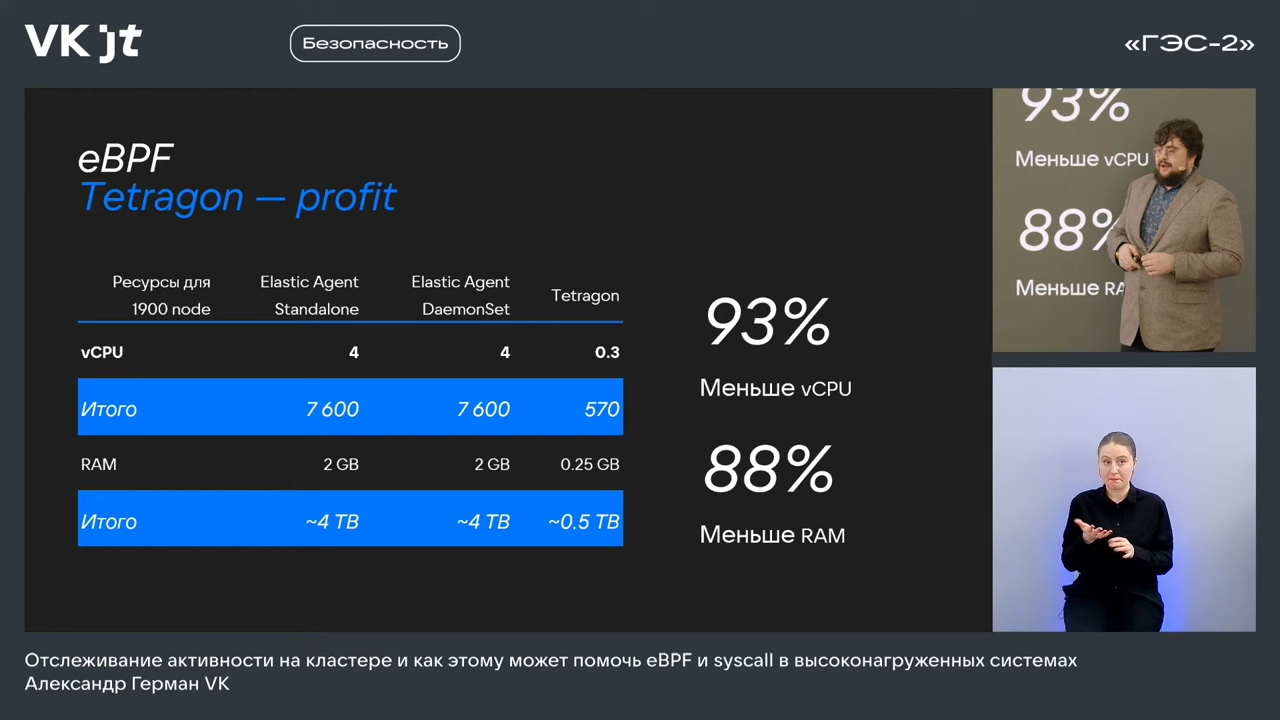 VK jt
Безопасность
«ГЭС-2»
eBPF
Tetragon — profit
Ресурсы для
1900 node
Elastic Agent
Standalone
Elastic Agent
DaemonSet
Tetragon
vCPU 4 4 0.3
Итого 7 600 7 600 570
RAM 2 GB 2 GB 0.25 GB
Итого ~4 TB ~4 TB ~0.5 TB
93%
Меньше vCPU
88%
Меньше RAM
93%
Меньше vCPU
88%
Меньше RA
Отслеживание активности на кластере и как этому может помочь eBPF и syscall в высоконагруженных системах
Александр Герман VK